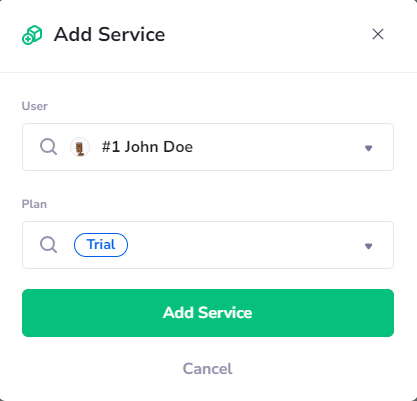 Add Service
User
#1 John Doe
Plan
Trial
Add Service
Cancel